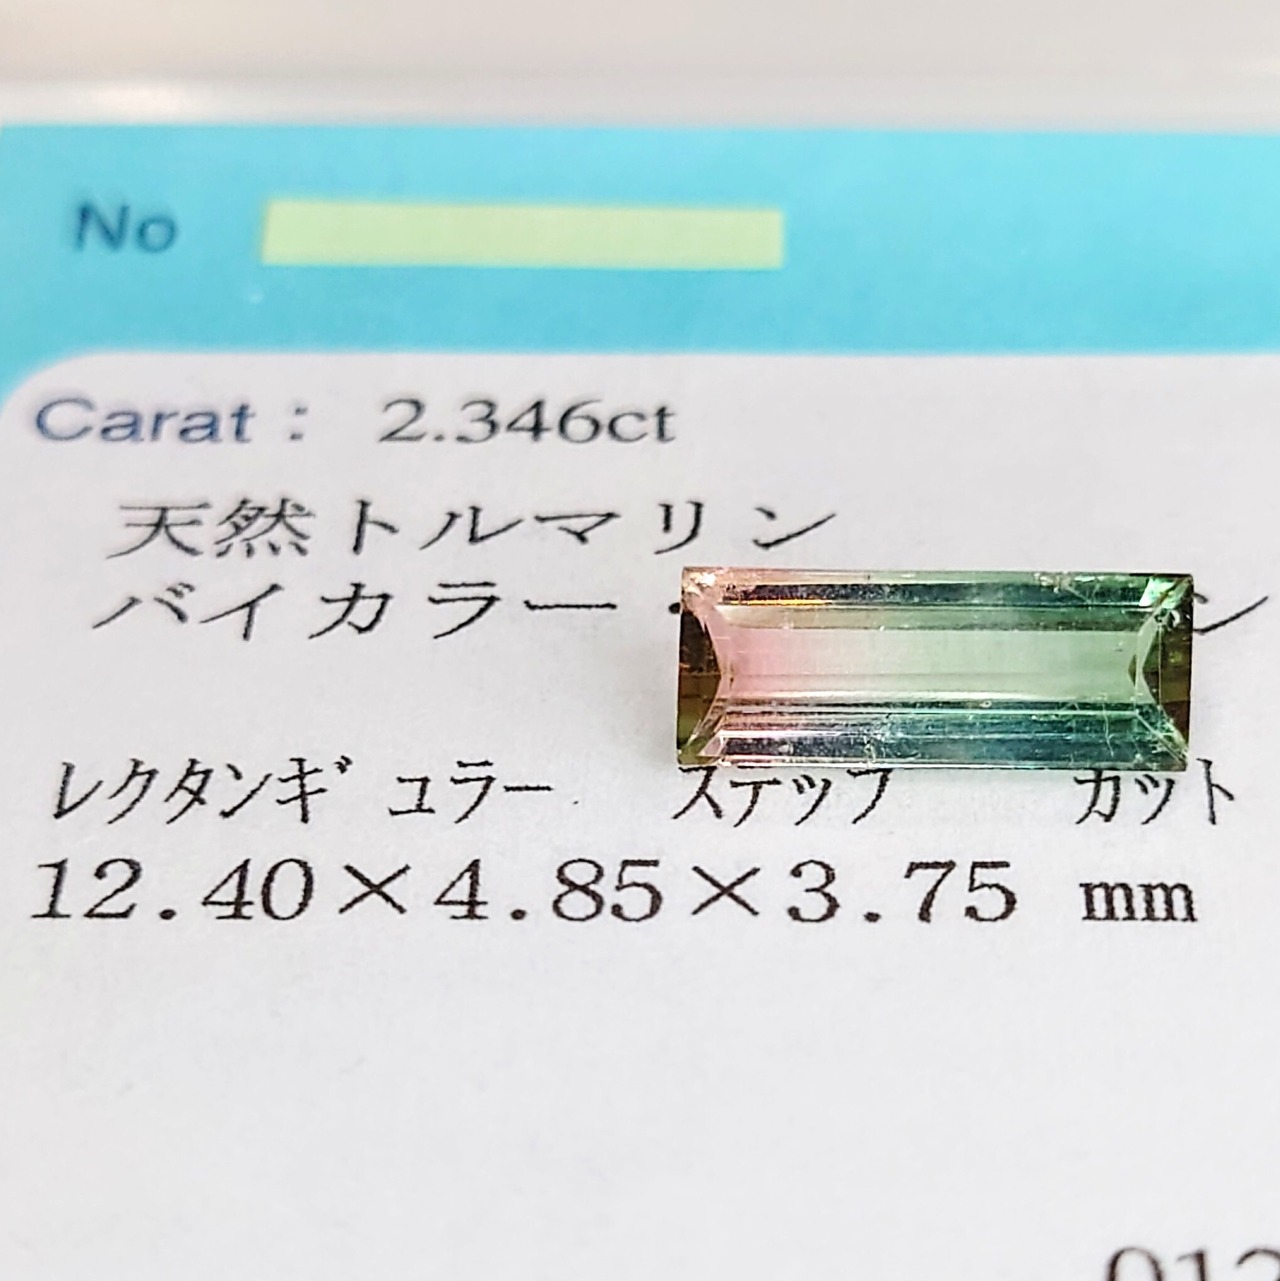 No
Carat : 2.346ct
天然トルマリン
バイカラー・ ン
レクタンギュラー ステップ カット
12.40×4.85×3.75 mm
012